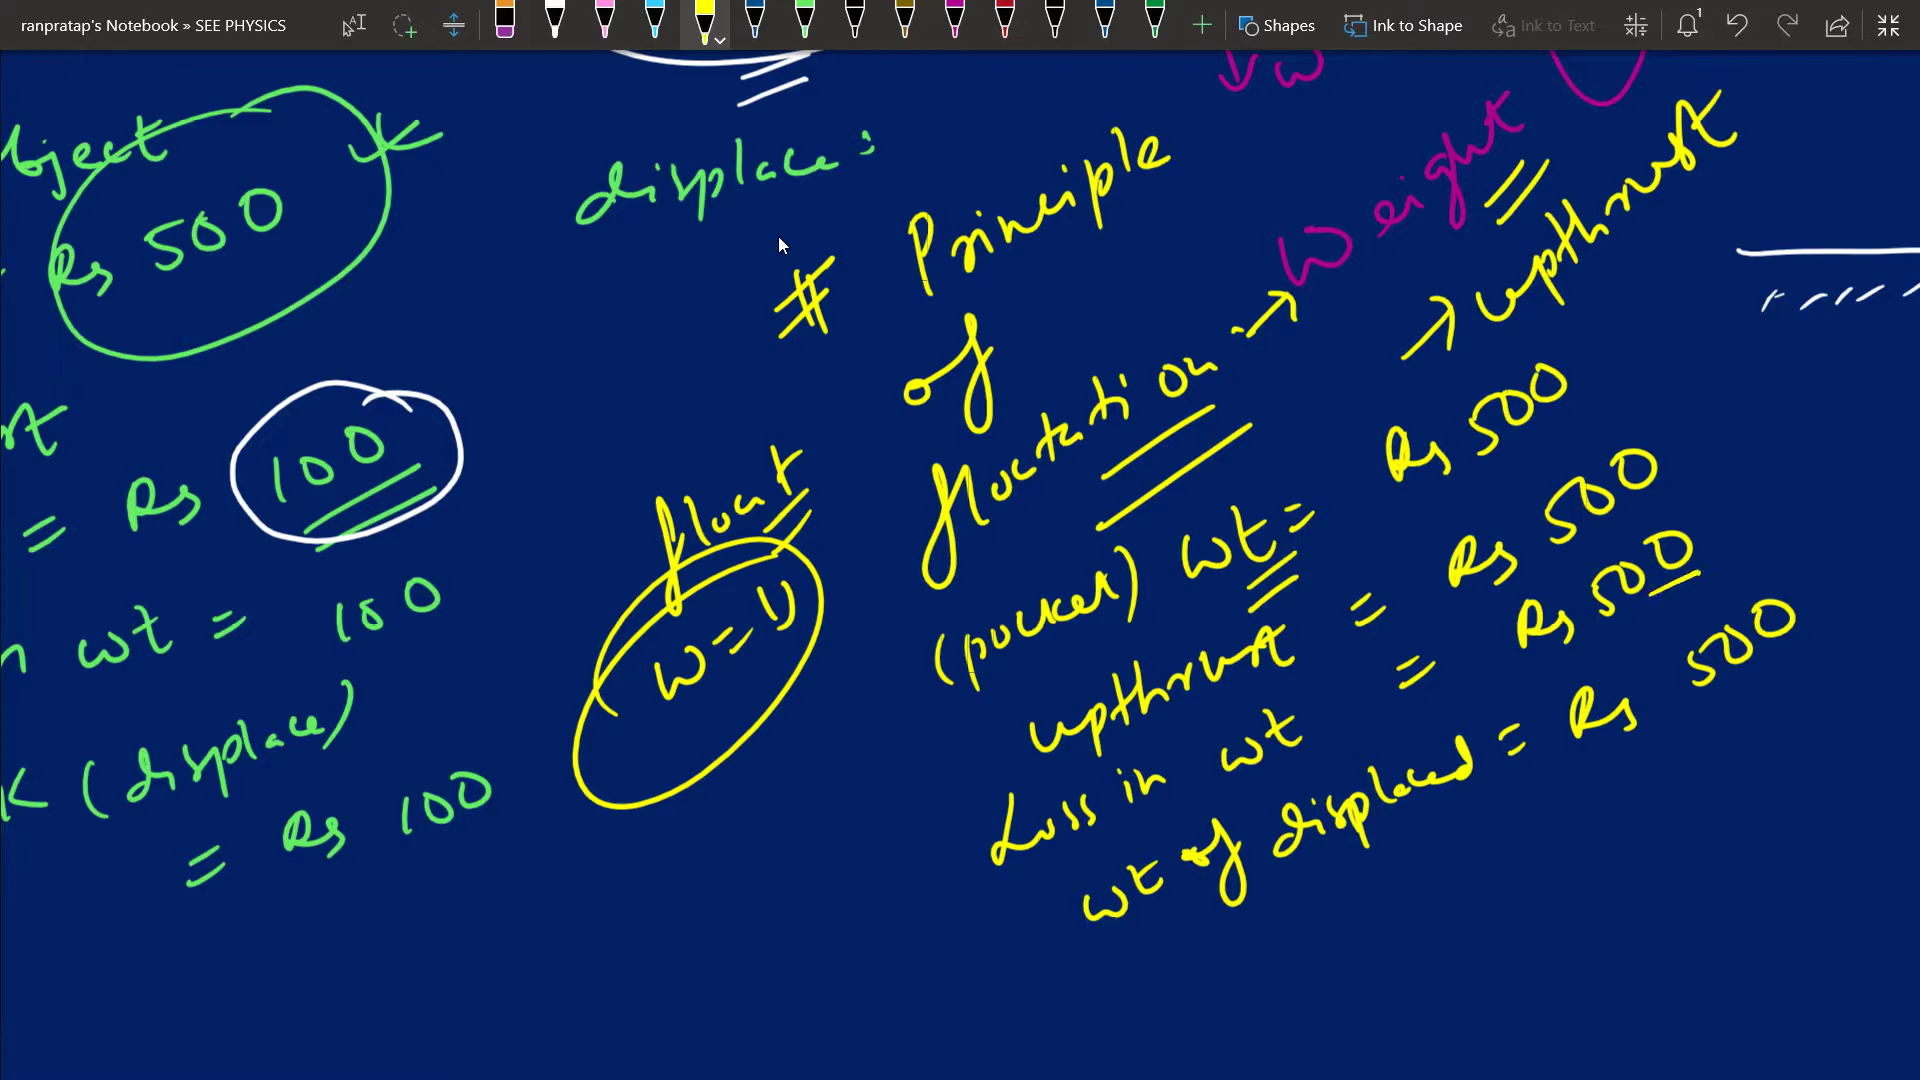 ranpratap's Notebook » SEE PHYSICS
Shapes
Ink to Shape
Ink to Text
1
bject
Rs 500
= Rs 100
wt = 100
(displace)
= Rs 100
displace =
# Principle
of
floatation → Weight
→ upthrust
float
W = U
(pocket) wt = Rs 500
upthrust = Rs 500
Loss in wt = Rs 500
wt of displaced = Rs 500